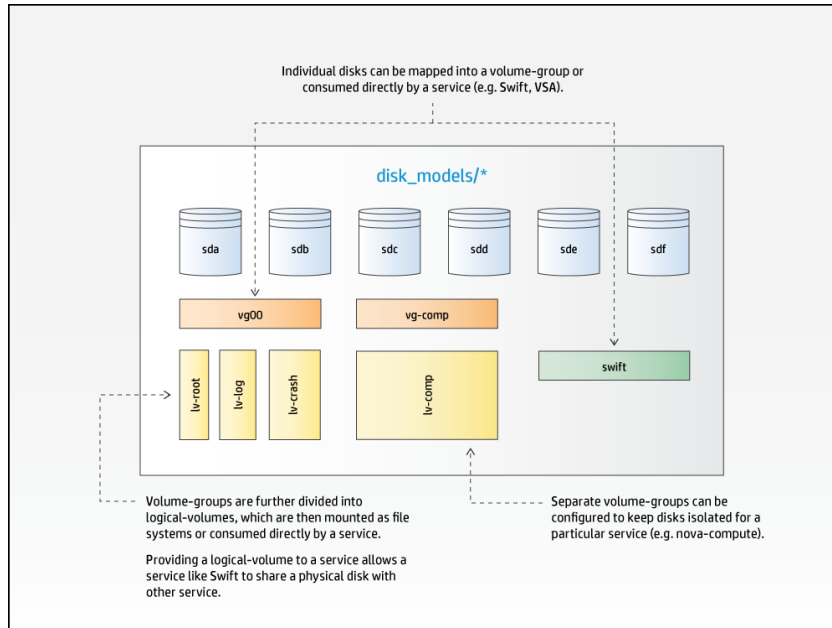 Individual disks can be mapped into a volume-group or
consumed directly by a service (e.g. Swift, VSA).
disk_models/*
sda
sdb
sdc
sdd
sde
sdf
vg00
vg-comp
swift
lv-root
lv-log
lv-crash
lv-comp
Volume-groups are further divided into
logical-volumes, which are then mounted as file
systems or consumed directly by a service.
Providing a logical-volume to a service allows a
service like Swift to share a physical disk with
other service.
Separate volume-groups can be
configured to keep disks isolated for a
particular service (e.g. nova-compute).